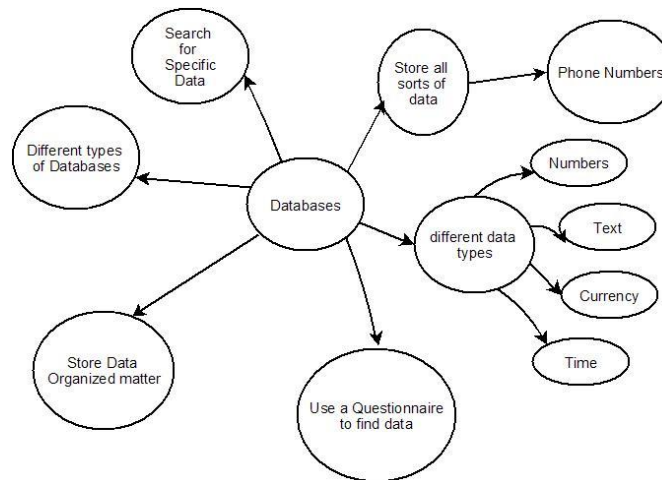 Search
for
Specific
Data
Store all
sorts of
data
Phone Numbers
Different types
of Databases
Numbers
Databases
different data
types
Text
Currency
Time
Store Data
Organized matter
Use a Questionnaire
to find data